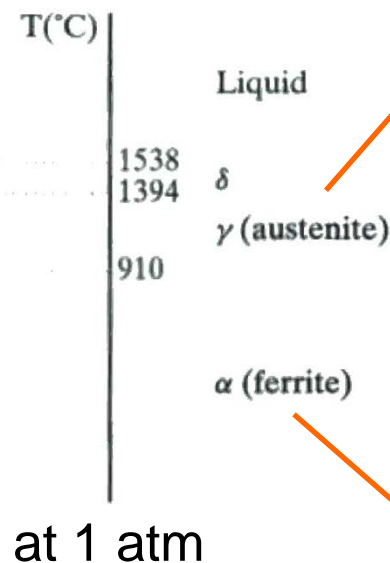 T(°C)
Liquid
1538
δ
1394
γ (austenite)
910
α (ferrite)
at 1 atm